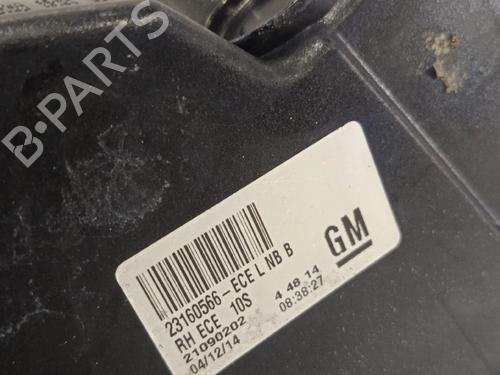 B-PARTS
23160566-ECE L NB B
RH ECE 10S
21090202
04/12/14
4 48 14
08:38:27
GM